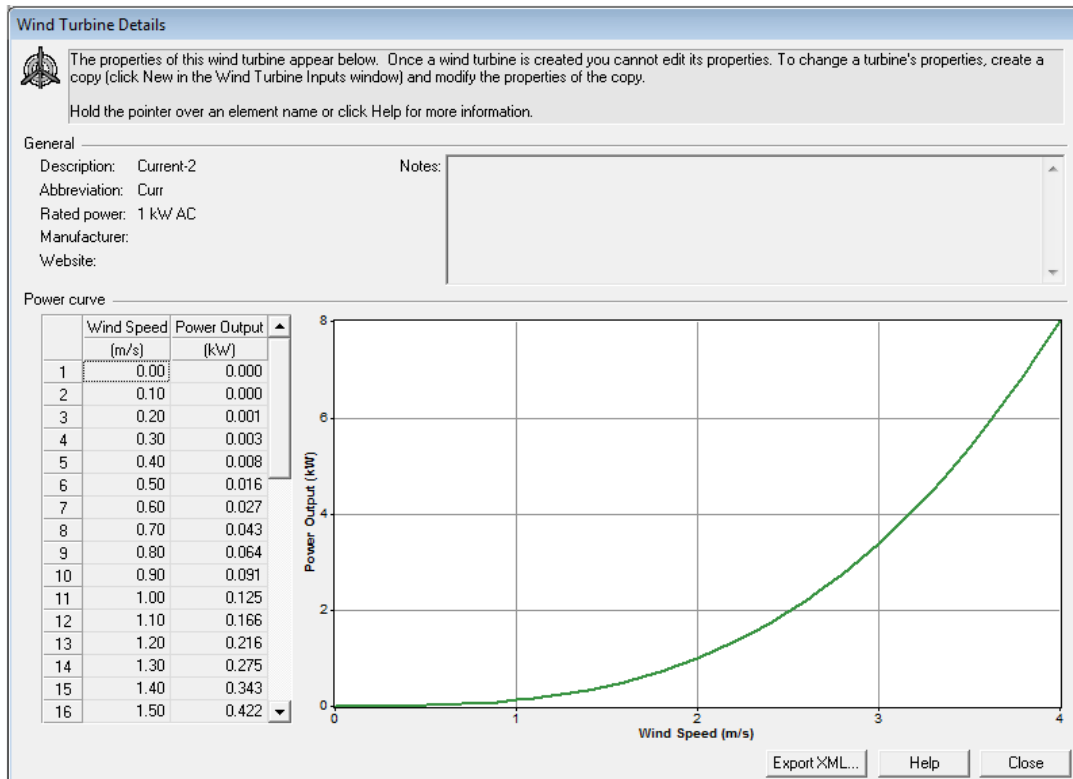 Wind Turbine Details
The properties of this wind turbine appear below.  Once a wind turbine is created you cannot edit its properties. To change a turbine's properties, create a
copy (click New in the Wind Turbine Inputs window) and modify the properties of the copy.
Hold the pointer over an element name or click Help for more information.
General
Description: Current-2
Notes:
Abbreviation: Curr
Rated power: 1 kW AC
Manufacturer:
Website:
Power curve
Wind Speed Power Output
(m/s) (kW)
1 0.00 0.000
2 0.10 0.000
3 0.20 0.001
4 0.30 0.003
5 0.40 0.008
6 0.50 0.016
7 0.60 0.027
8 0.70 0.043
9 0.80 0.064
10 0.90 0.091
11 1.00 0.125
12 1.10 0.166
13 1.20 0.216
14 1.30 0.275
15 1.40 0.343
16 1.50 0.422
8
6
4
2
0
Power Output (kW)
0 1 2 3 4
Wind Speed (m/s)
Export XML... Help Close